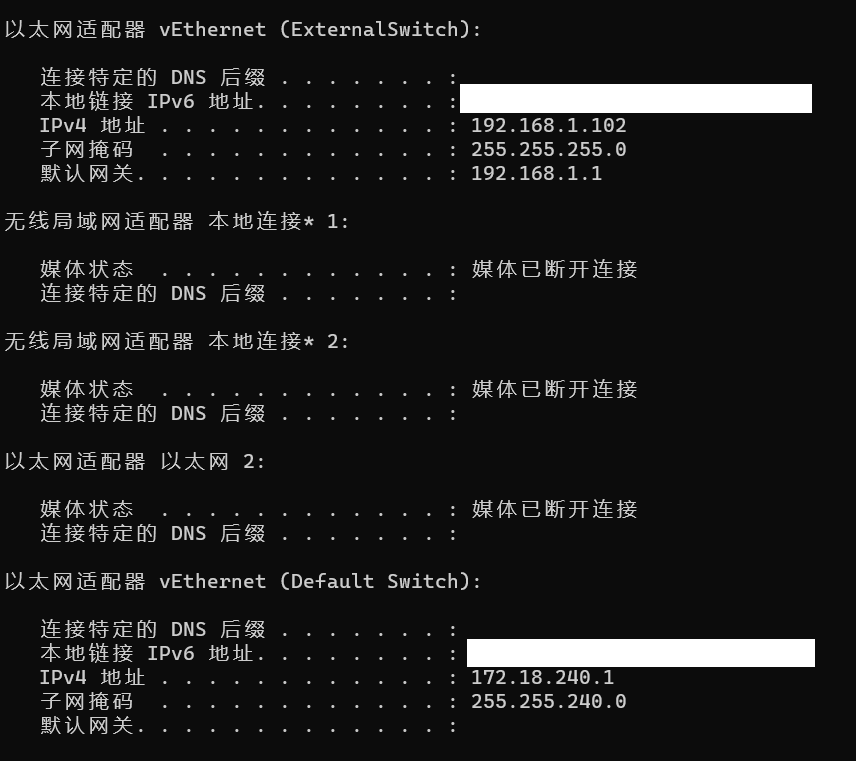 以太网适配器 vEthernet (ExternalSwitch):
连接特定的 DNS 后缀 . . . . . . . :
本地链接 IPv6 地址. . . . . . . . :
IPv4 地址 . . . . . . . . . . . . : 192.168.1.102
子网掩码  . . . . . . . . . . . . : 255.255.255.0
默认网关. . . . . . . . . . . . . : 192.168.1.1
无线局域网适配器 本地连接* 1:
媒体状态  . . . . . . . . . . . . : 媒体已断开连接
连接特定的 DNS 后缀 . . . . . . . :
无线局域网适配器 本地连接* 2:
媒体状态  . . . . . . . . . . . . : 媒体已断开连接
连接特定的 DNS 后缀 . . . . . . . :
以太网适配器 以太网 2:
媒体状态  . . . . . . . . . . . . : 媒体已断开连接
连接特定的 DNS 后缀 . . . . . . . :
以太网适配器 vEthernet (Default Switch):
连接特定的 DNS 后缀 . . . . . . . :
本地链接 IPv6 地址. . . . . . . . :
IPv4 地址 . . . . . . . . . . . . : 172.18.240.1
子网掩码  . . . . . . . . . . . . : 255.255.240.0
默认网关. . . . . . . . . . . . . :